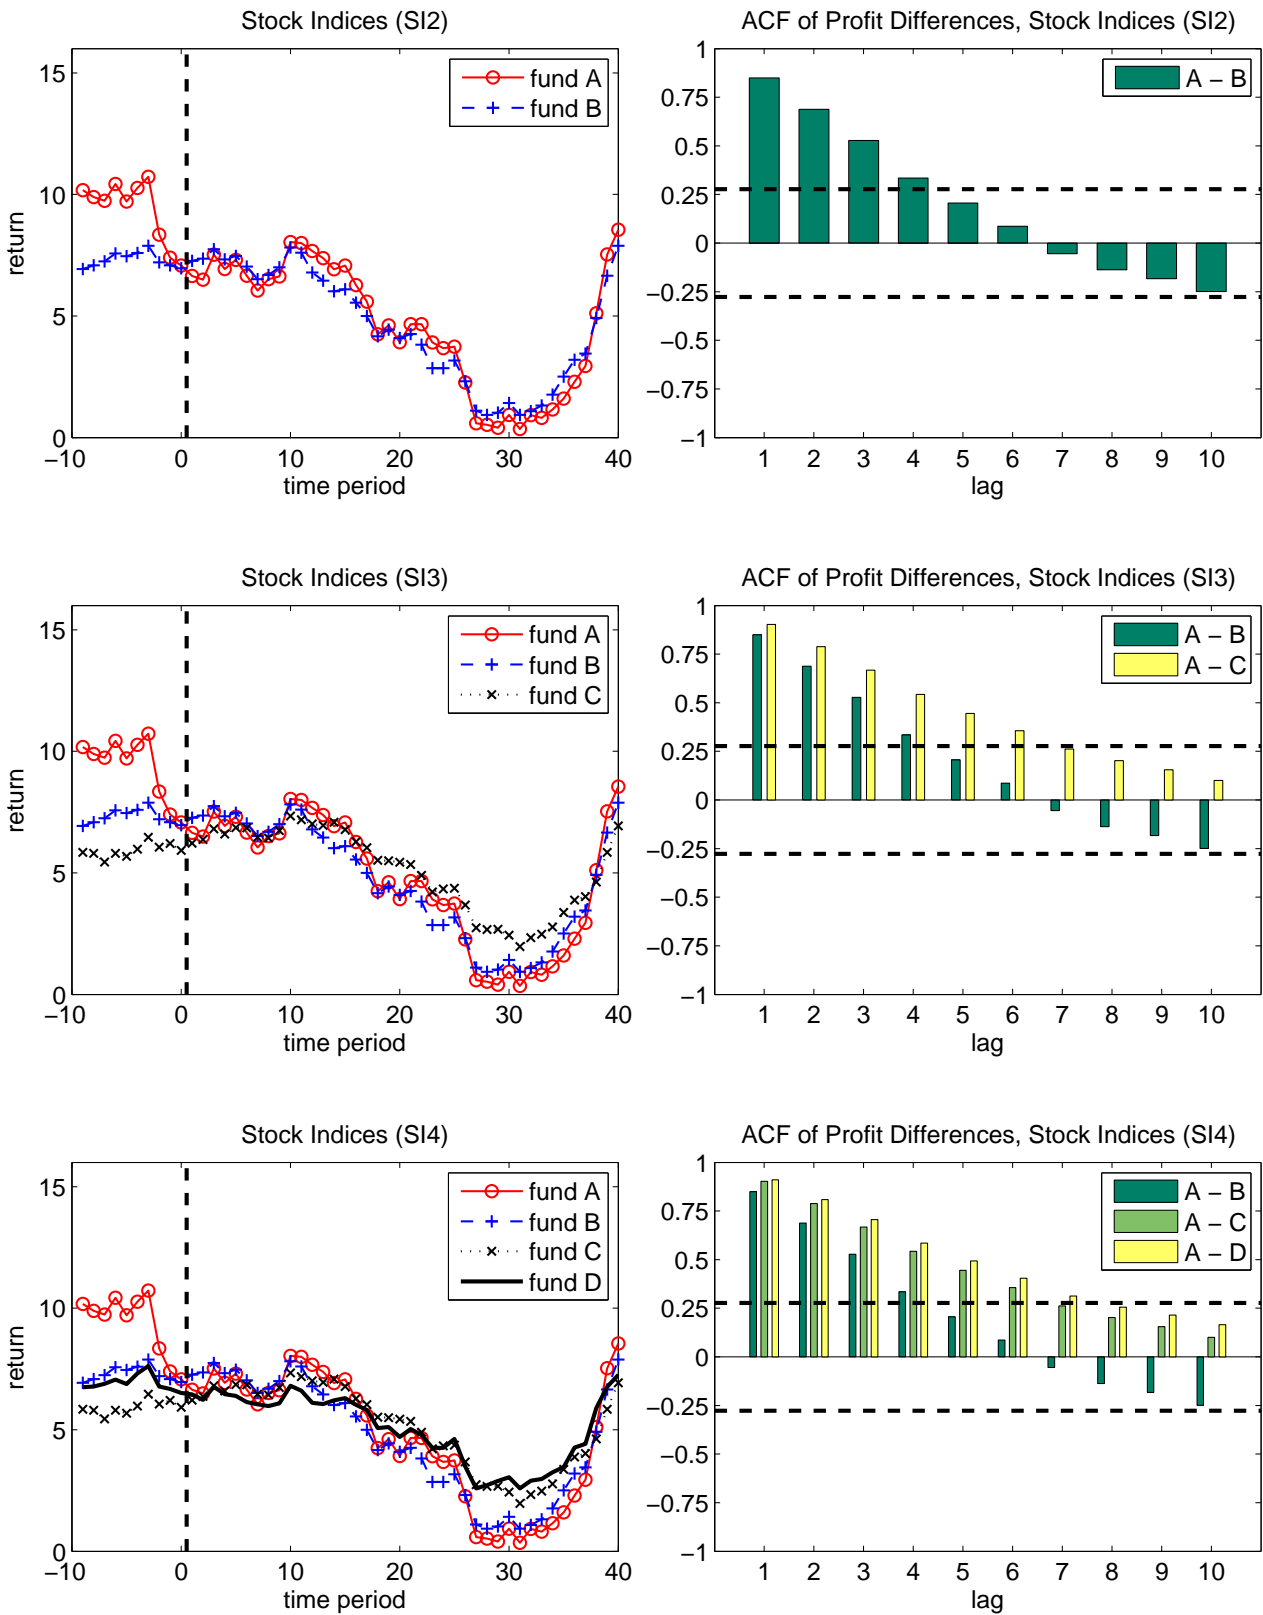 Stock Indices (SI2)
15
10
5
0
−10 0 10 20 30 40
return
time period
fund A
fund B
ACF of Profit Differences, Stock Indices (SI2)
1
0.75
0.5
0.25
0
−0.25
−0.5
−0.75
−1
1 2 3 4 5 6 7 8 9 10
lag
A − B
Stock Indices (SI3)
15
10
5
0
−10 0 10 20 30 40
return
time period
fund A
fund B
fund C
ACF of Profit Differences, Stock Indices (SI3)
1
0.75
0.5
0.25
0
−0.25
−0.5
−0.75
−1
1 2 3 4 5 6 7 8 9 10
lag
A − B
A − C
Stock Indices (SI4)
15
10
5
0
−10 0 10 20 30 40
return
time period
fund A
fund B
fund C
fund D
ACF of Profit Differences, Stock Indices (SI4)
1
0.75
0.5
0.25
0
−0.25
−0.5
−0.75
−1
1 2 3 4 5 6 7 8 9 10
lag
A − B
A − C
A − D